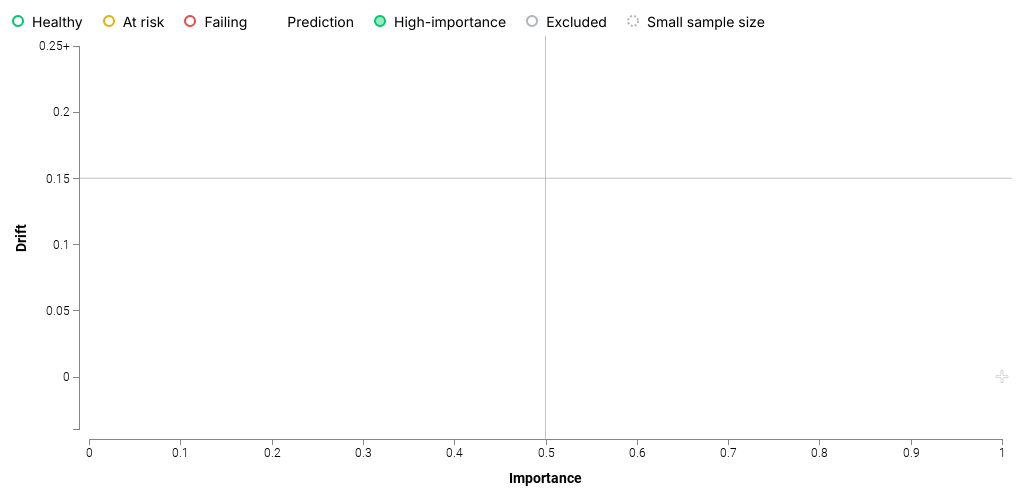 Healthy At risk Failing Prediction High-importance Excluded Small sample size
0.25+
0.2
0.15
0.1
0.05
0
Drift
0 0.1 0.2 0.3 0.4 0.5 0.6 0.7 0.8 0.9 1
Importance